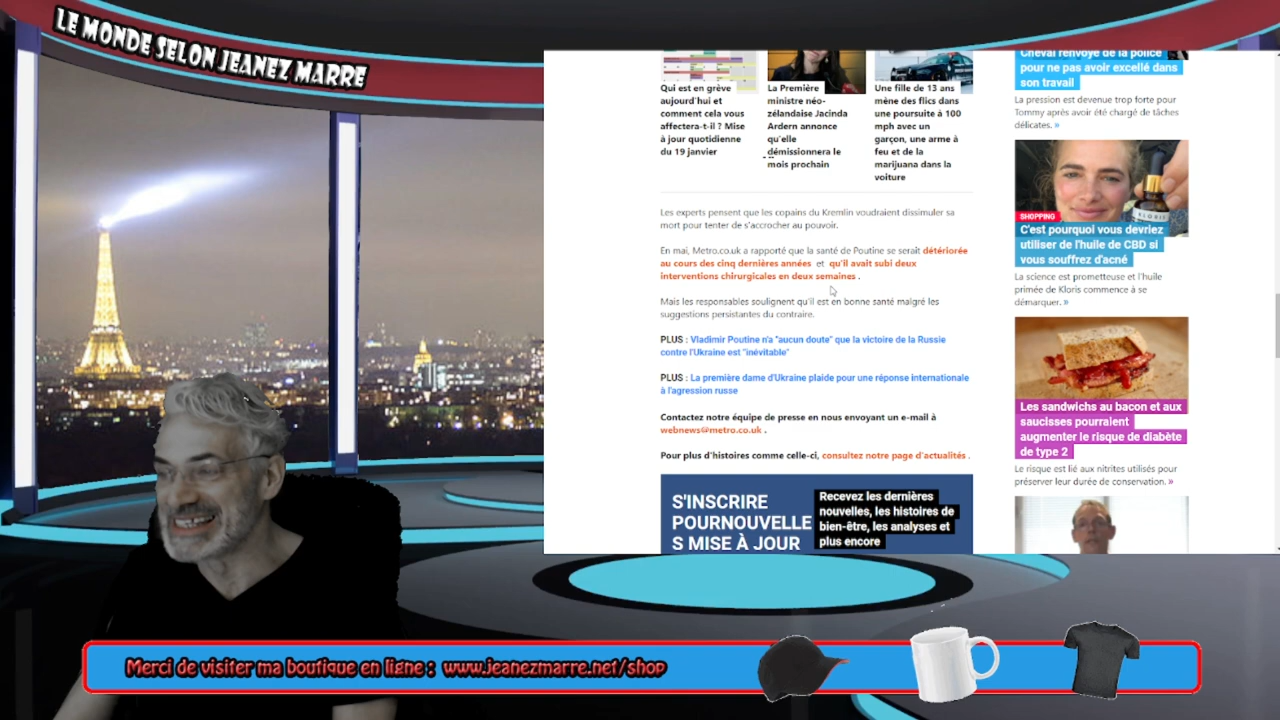 LE MONDE SELON JEANEZ MARRE
Qui est en grève
aujourd'hui et
comment cela vous
affectera-t-il ? Mise
à jour quotidienne
du 19 janvier
La Première
ministre néo-
zélandaise Jacinda
Ardern annonce
qu'elle
démissionnera le
mois prochain
Une fille de 13 ans
mène des flics dans
une poursuite à 100
mph avec un
garçon, une arme à
feu et de la
marijuana dans la
voiture
Les experts pensent que les copains du Kremlin voudraient dissimuler sa
mort pour tenter de s'accrocher au pouvoir.
En mai, Metro.co.uk a rapporté que la santé de Poutine se serait détériorée
au cours des cinq dernières années et qu'il avait subi deux
interventions chirurgicales en deux semaines .
Mais les responsables soulignent qu'il est en bonne santé malgré les
suggestions persistantes du contraire.
PLUS : Vladimir Poutine n'a "aucun doute" que la victoire de la Russie
contre l'Ukraine est "inévitable"
PLUS : La première dame d'Ukraine plaide pour une réponse internationale
à l'agression russe
Contactez notre équipe de presse en nous envoyant un e-mail à
webnews@metro.co.uk .
Pour plus d'histoires comme celle-ci, consultez notre page d'actualités .
S'INSCRIRE
POURNOUVELLE
S MISE À JOUR
Recevez les dernières
nouvelles, les histoires de
bien-être, les analyses et
plus encore
Cheval renvoyé de la police
pour ne pas avoir excellé dans
son travail
La pression est devenue trop forte pour
Tommy après avoir été chargé de tâches
délicates. »
KLORIS
SHOPPING
C'est pourquoi vous devriez
utiliser de l'huile de CBD si
vous souffrez d'acné
La science est prometteuse et l'huile
primée de Kloris commence à se
démarquer. »
Les sandwichs au bacon et aux
saucisses pourraient
augmenter le risque de diabète
de type 2
Le risque est lié aux nitrites utilisés pour
préserver leur durée de conservation. »
Merci de visiter ma boutique en ligne : www.jeanezmarre.net/shop